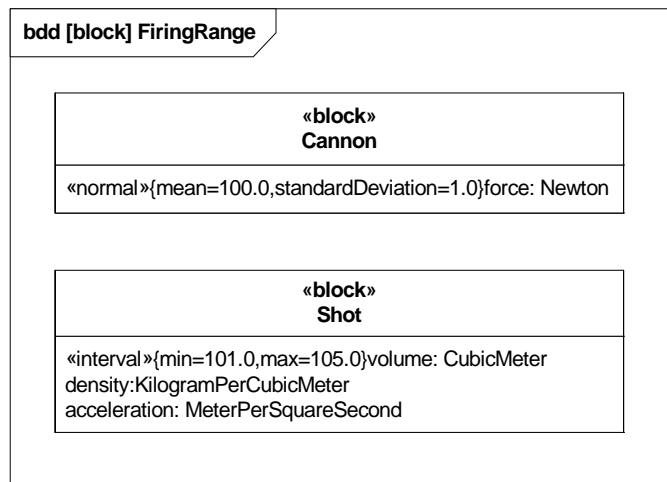 bdd [block] FiringRange
«block»
Cannon
«normal»{mean=100.0,standardDeviation=1.0}force: Newton
«block»
Shot
«interval»{min=101.0,max=105.0}volume: CubicMeter
density:KilogramPerCubicMeter
acceleration: MeterPerSquareSecond